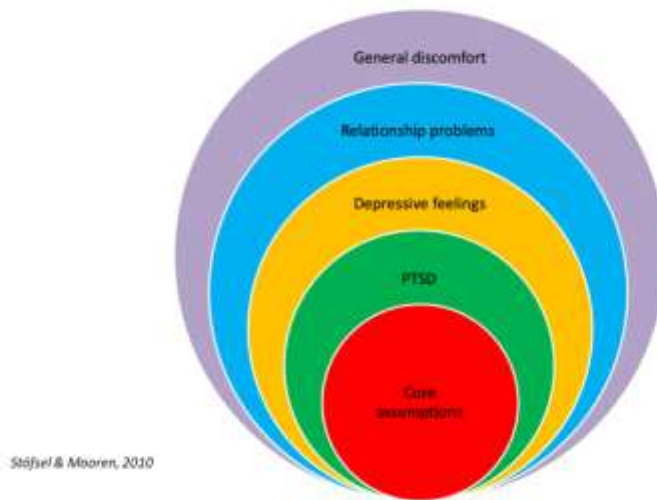 General discomfort
Relationship problems
Depressive feelings
PTSD
Core
assumptions
Stöfsel & Mooren, 2010